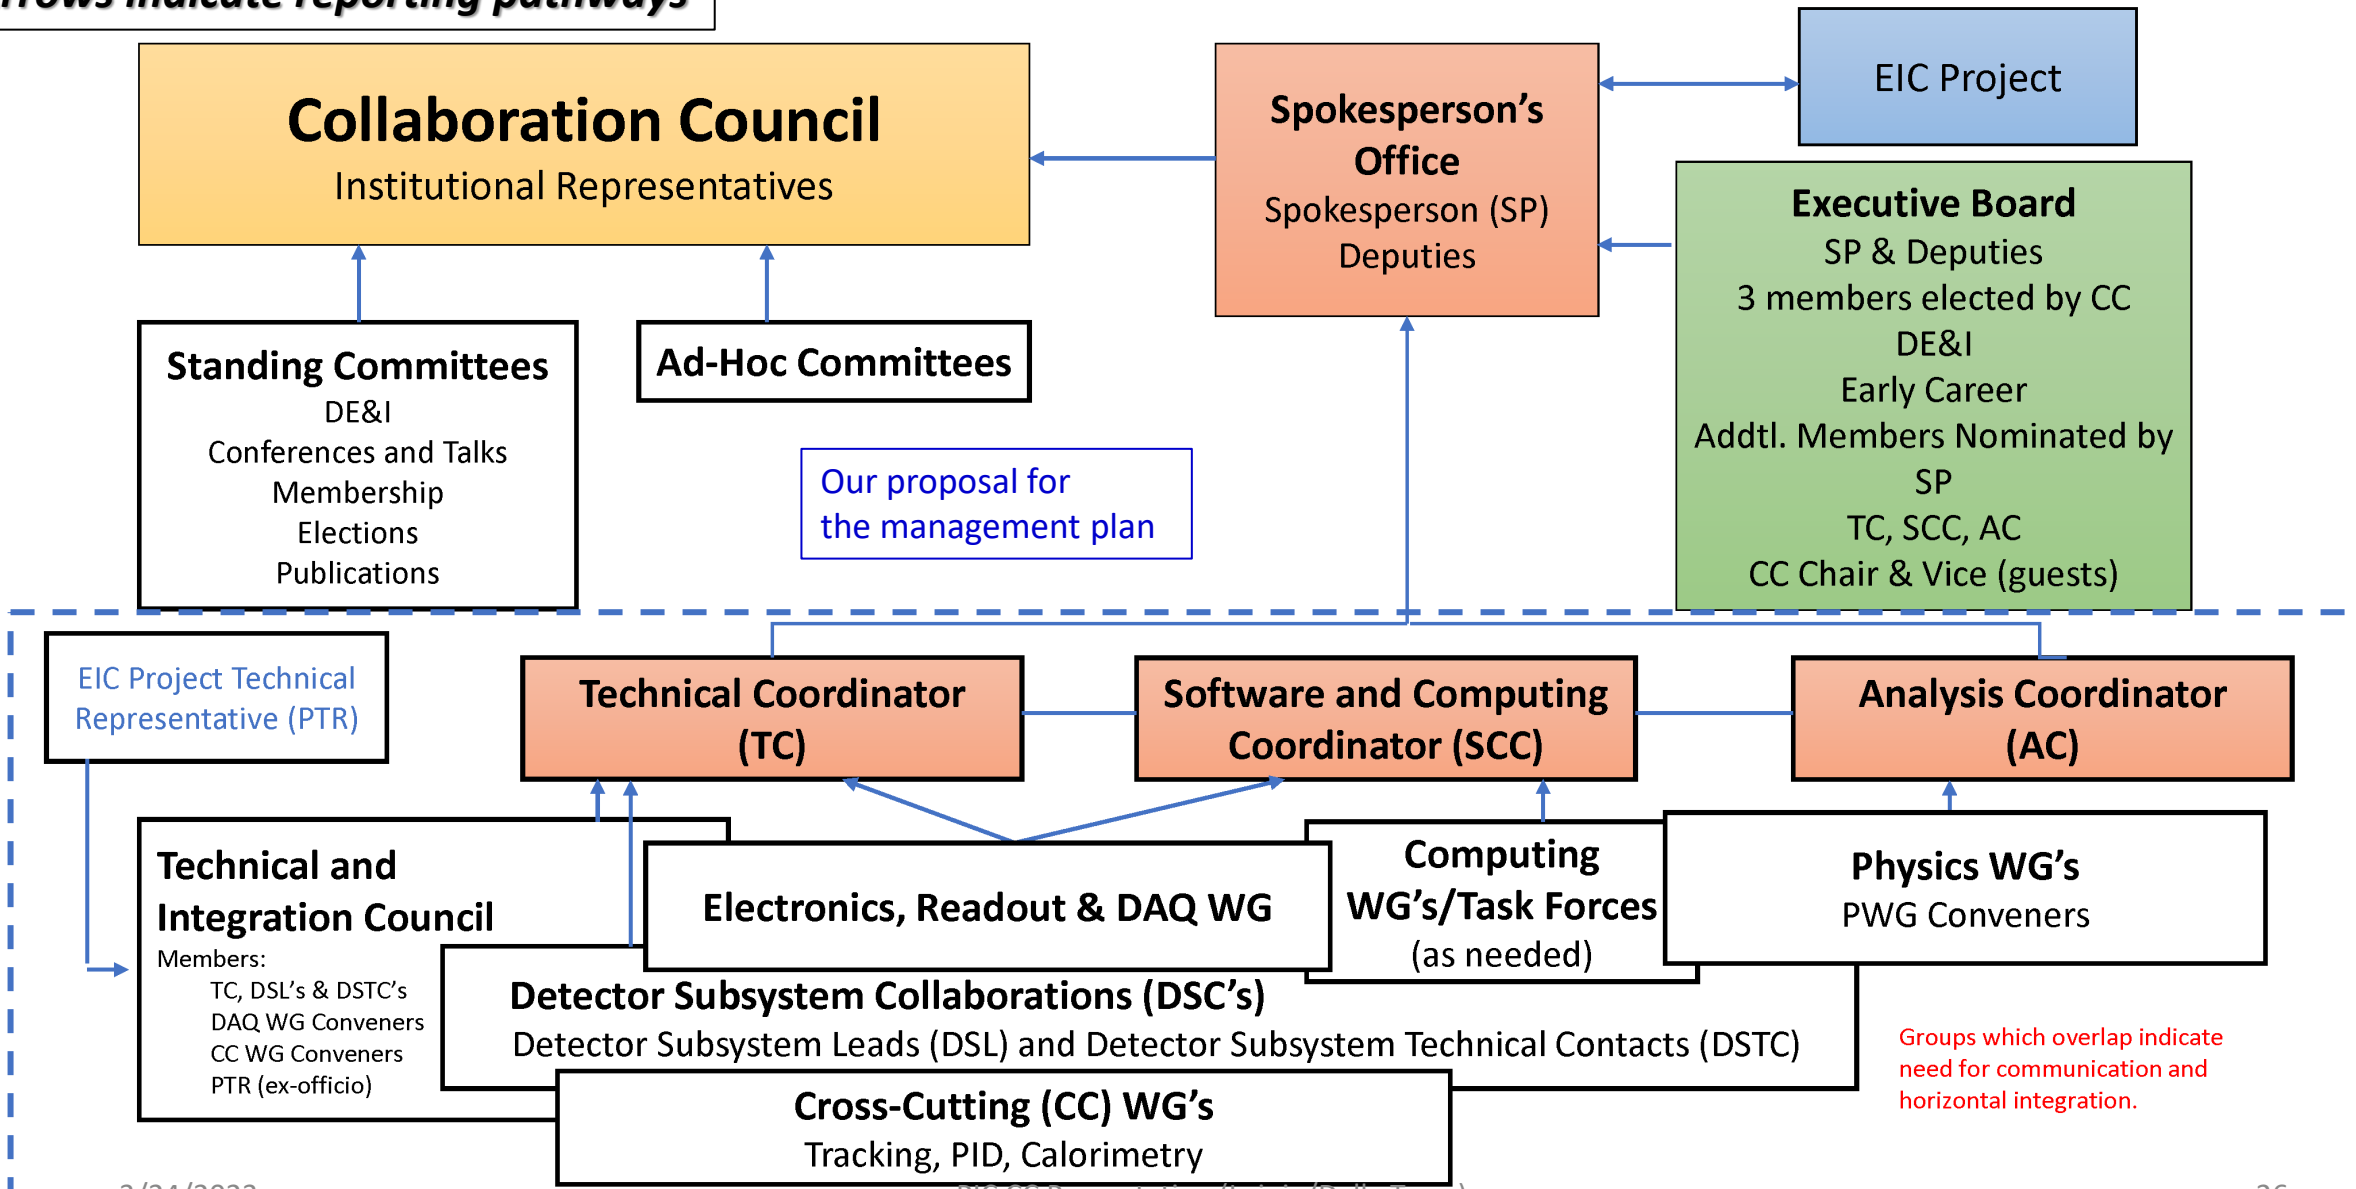 indicate reporting pathways
Collaboration Council
Institutional Representatives
Spokesperson's
Office
Spokesperson (SP)
Deputies
EIC Project
Executive Board
SP & Deputies
3 members elected by CC
DE&I
Early Career
Addtl. Members Nominated by
SP
TC, SCC, AC
CC Chair & Vice (guests)
Standing Committees
DE&I
Conferences and Talks
Membership
Elections
Publications
Ad-Hoc Committees
Our proposal for
the management plan
EIC Project Technical
Representative (PTR)
Technical Coordinator
(TC)
Software and Computing
Coordinator (SCC)
Analysis Coordinator
(AC)
Technical and
Integration Council
Members:
TC, DSL's & DSTC's
DAQ WG Conveners
CC WG Conveners
PTR (ex-officio)
Electronics, Readout & DAQ WG
Computing
WG's/Task Forces
(as needed)
Physics WG's
PWG Conveners
Detector Subsystem Collaborations (DSC's)
Detector Subsystem Leads (DSL) and Detector Subsystem Technical Contacts (DSTC)
Cross-Cutting (CC) WG's
Tracking, PID, Calorimetry
Groups which overlap indicate
need for communication and
horizontal integration.